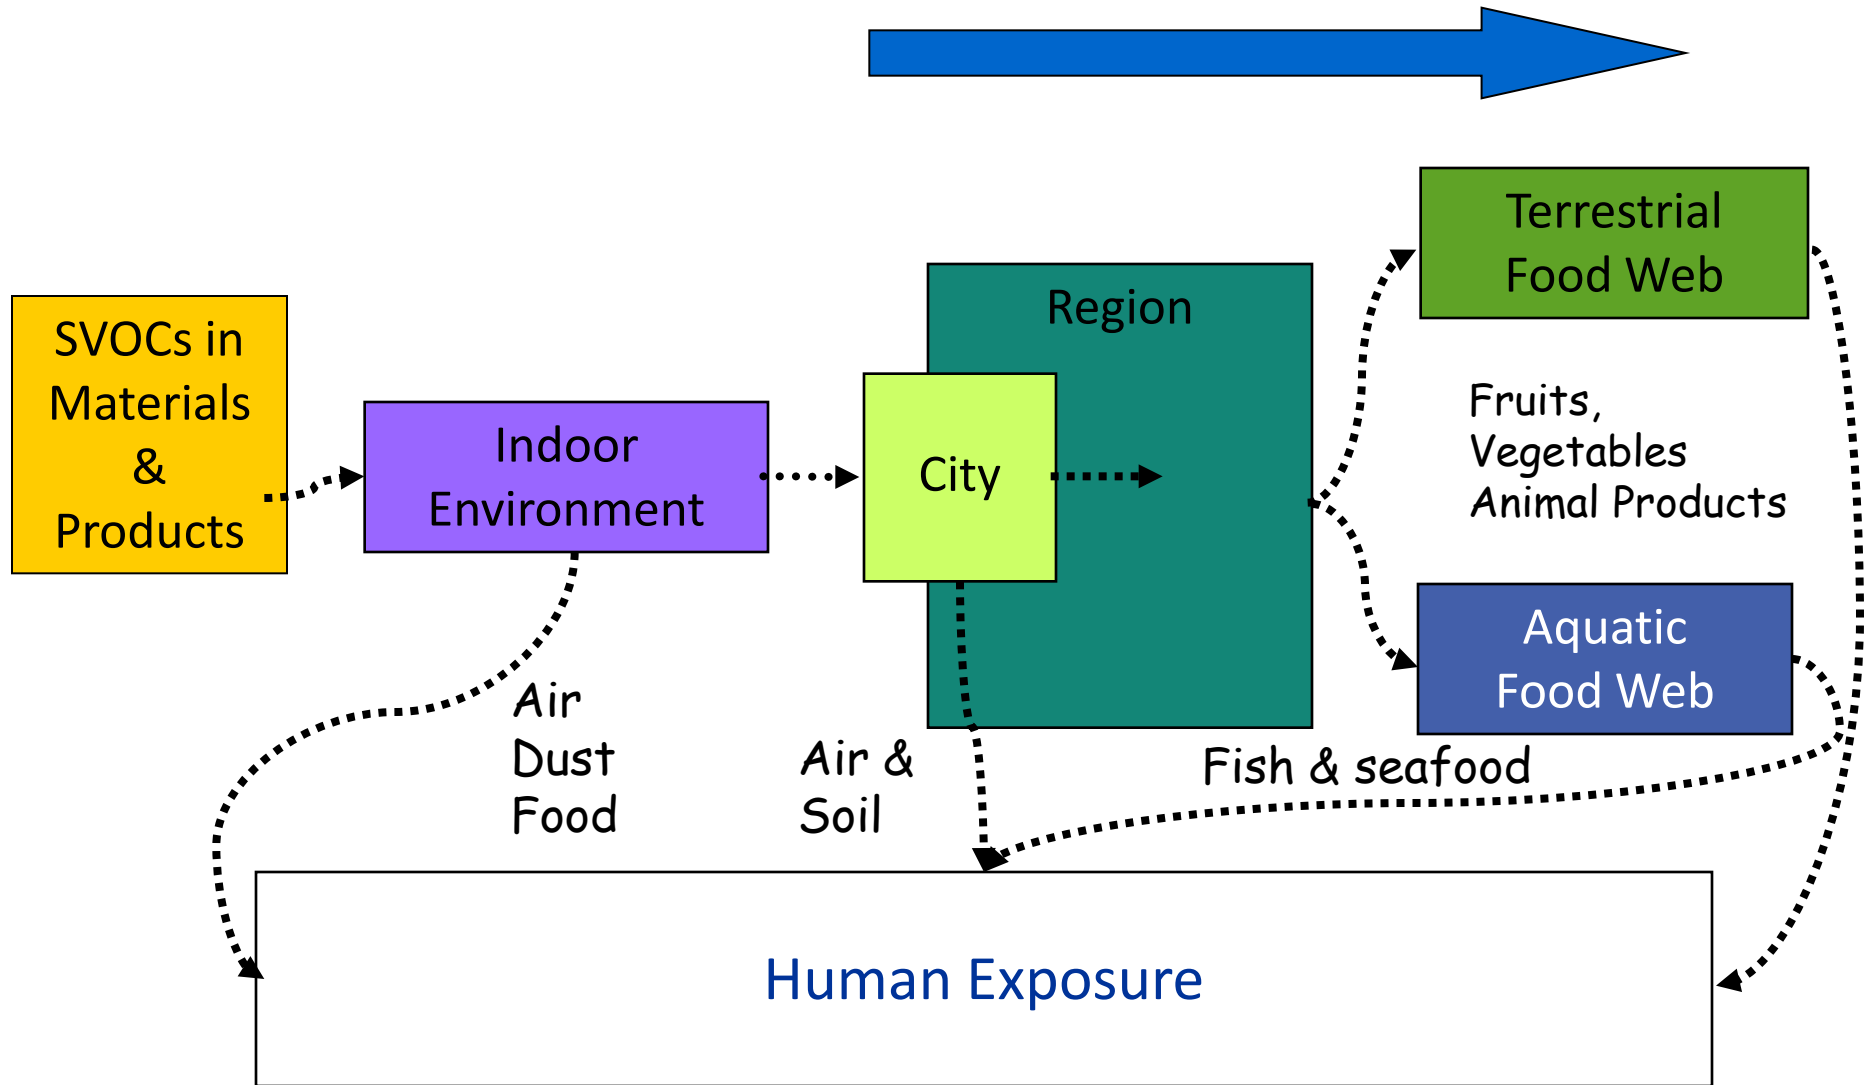 SVOCs in
Materials
&
Products
Indoor
Environment
City
Region
Terrestrial
Food Web
Fruits,
Vegetables
Animal Products
Aquatic
Food Web
Air
Dust
Food
Air &
Soil
Fish & seafood
Human Exposure